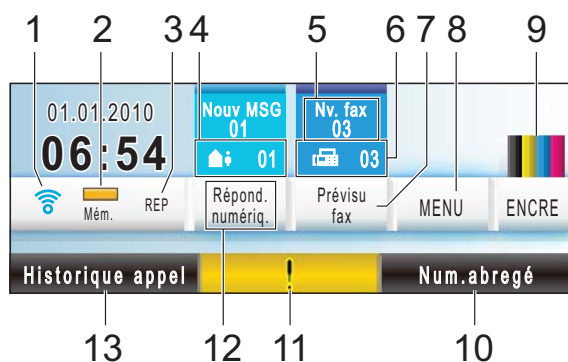 1 2 3 4 5 6 7 8 9
01.01.2010
06:54
Nouv MSG
01
01
Nv. fax
03
03
Mém.
REP
Répond.
numériq.
Prévisu
fax
MENU
ENCRE
Historique appel
!
Num.abregé
13 12 11 10